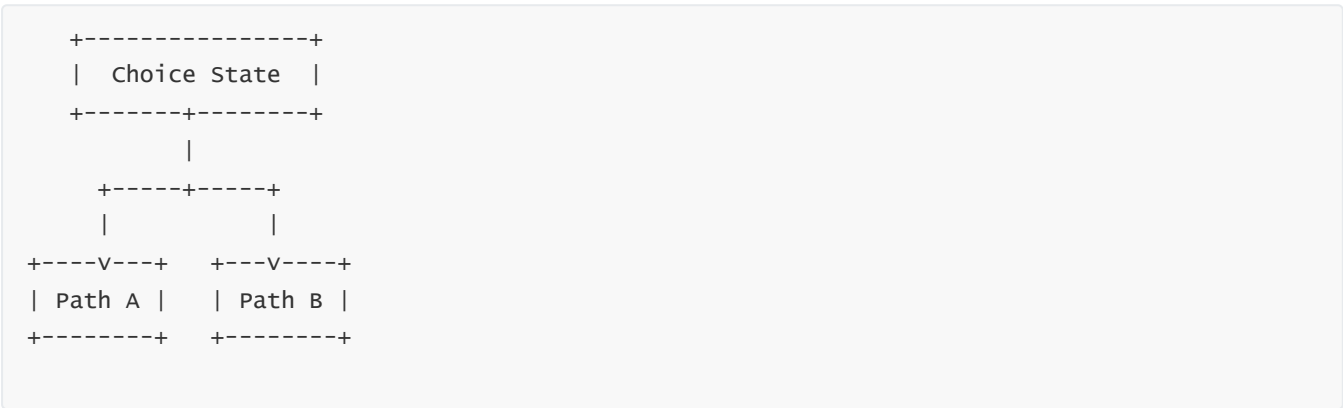 +----------------+
   |  Choice State  |
   +-------+--------+
           |
     +-----+-----+
     |           |
+----v---+   +---v----+
| Path A |   | Path B |
+--------+   +--------+